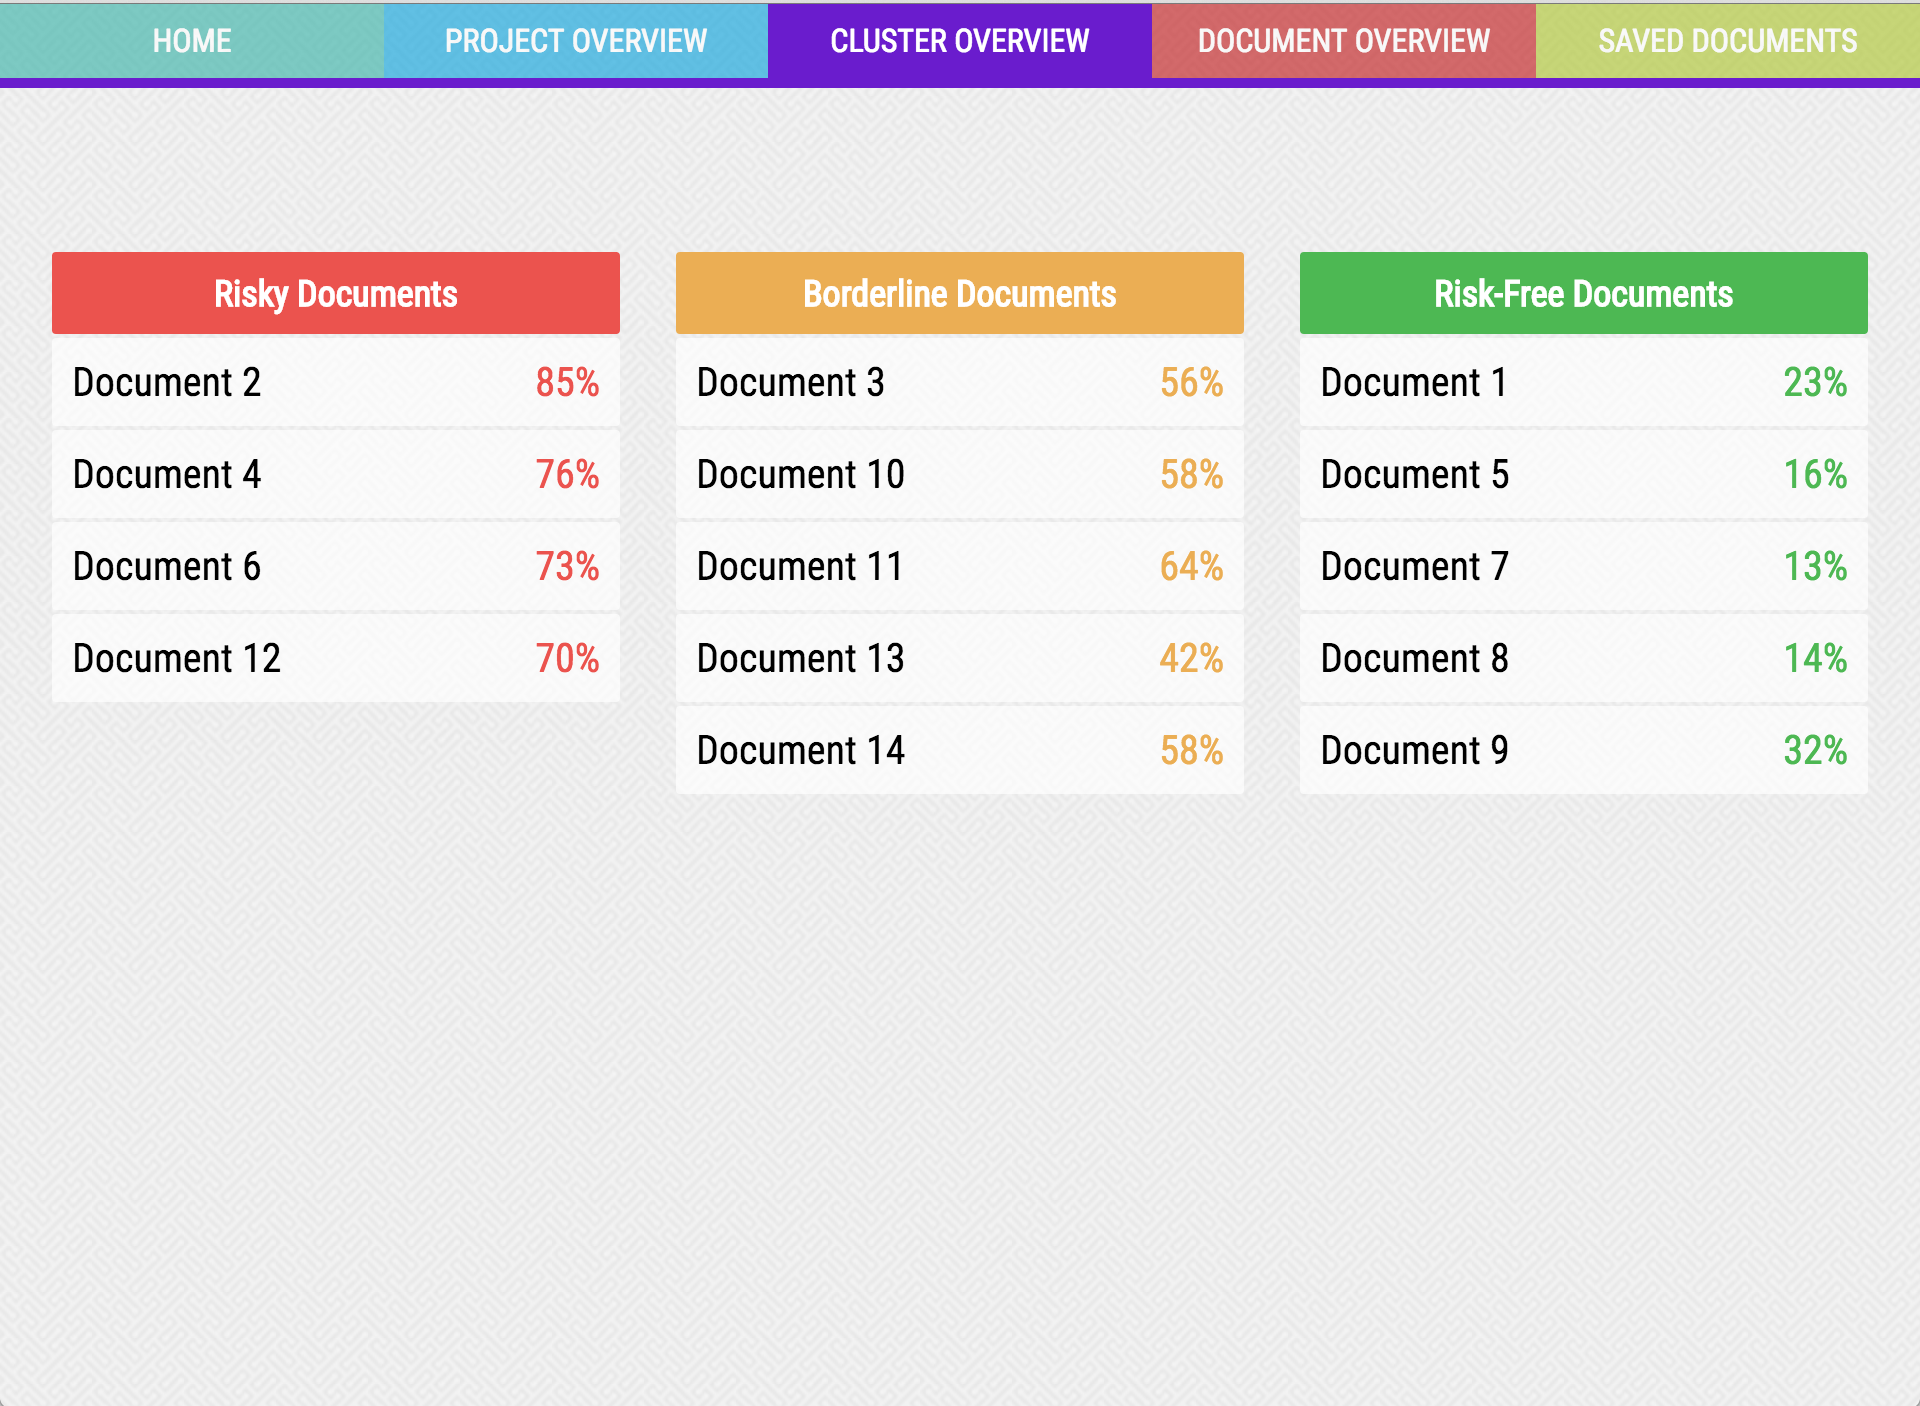 HOME
PROJECT OVERVIEW
CLUSTER OVERVIEW
DOCUMENT OVERVIEW
SAVED DOCUMENTS
Risky Documents
Document 2 85%
Document 4 76%
Document 6 73%
Document 12 70%
Borderline Documents
Document 3 56%
Document 10 58%
Document 11 64%
Document 13 42%
Document 14 58%
Risk-Free Documents
Document 1 23%
Document 5 16%
Document 7 13%
Document 8 14%
Document 9 32%